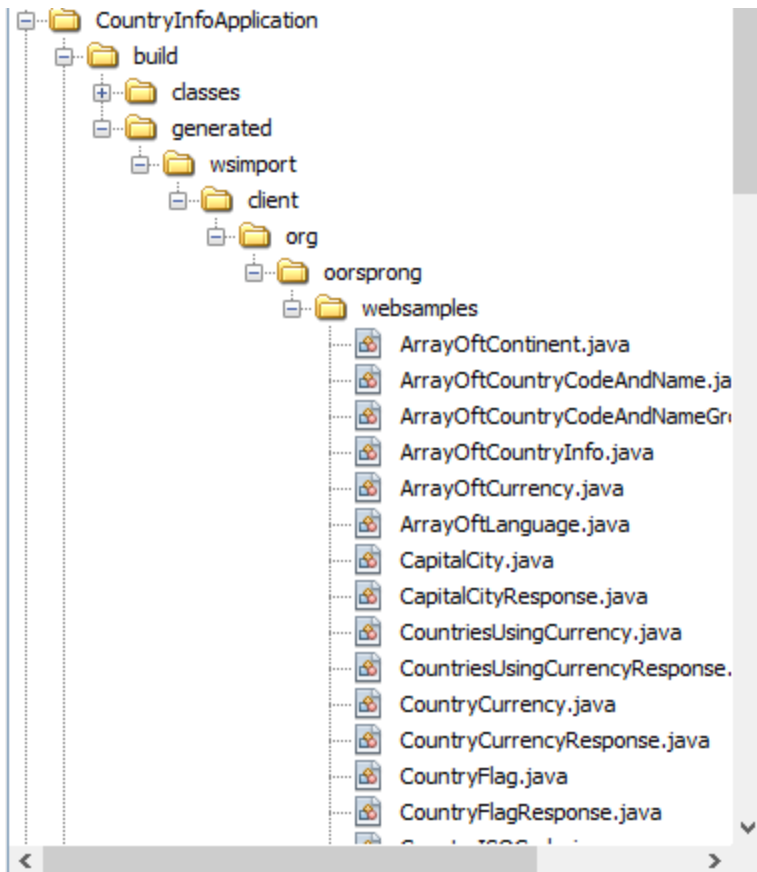 CountryInfoApplication
build
classes
generated
wsimport
client
org
oorsprong
websamples
ArrayOftContinent.java
ArrayOftCountryCodeAndName.ja
ArrayOftCountryCodeAndNameGr
ArrayOftCountryInfo.java
ArrayOftCurrency.java
ArrayOftLanguage.java
CapitalCity.java
CapitalCityResponse.java
CountriesUsingCurrency.java
CountriesUsingCurrencyResponse.
CountryCurrency.java
CountryCurrencyResponse.java
CountryFlag.java
CountryFlagResponse.java